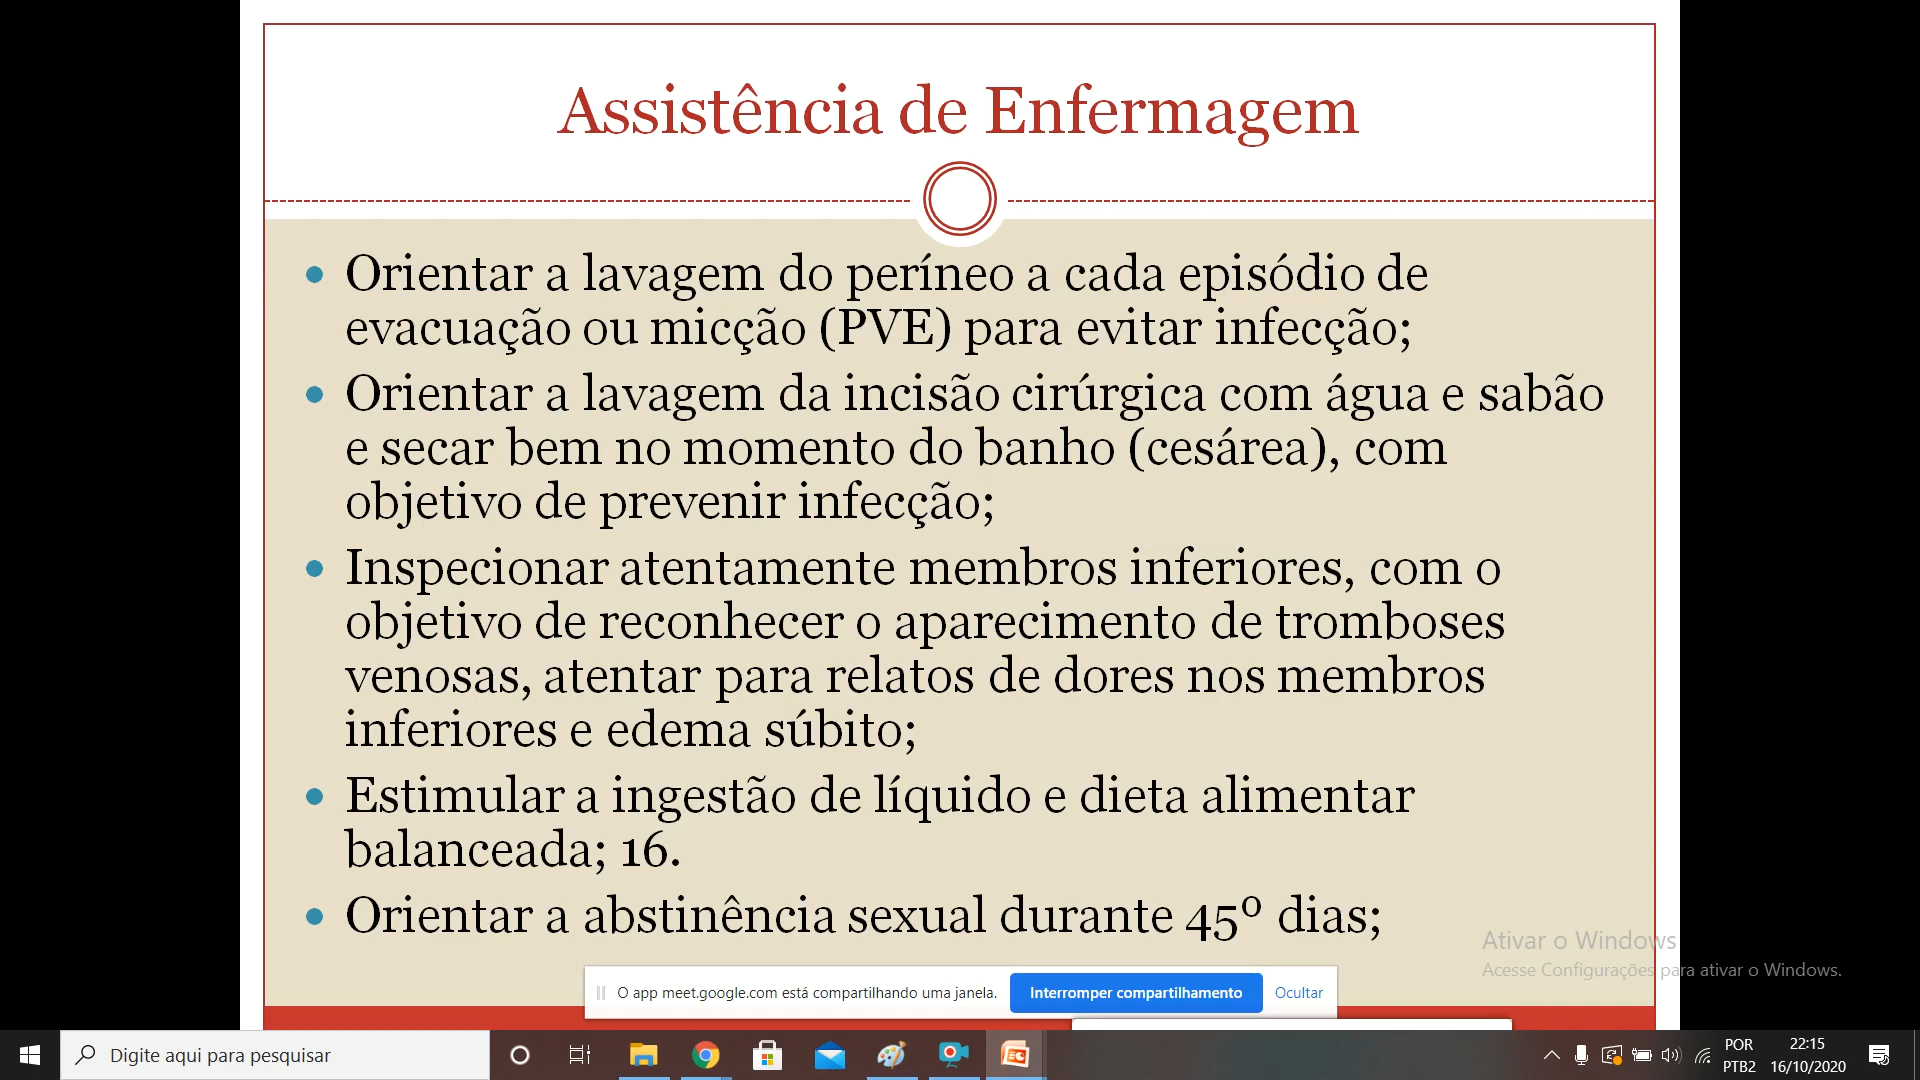 Assistência de Enfermagem
Orientar a lavagem do períneo a cada episódio de
evacuação ou micção (PVE) para evitar infecção;
Orientar a lavagem da incisão cirúrgica com água e sabão
e secar bem no momento do banho (cesárea), com
objetivo de prevenir infecção;
Inspecionar atentamente membros inferiores, com o
objetivo de reconhecer o aparecimento de tromboses
venosas, atentar para relatos de dores nos membros
inferiores e edema súbito;
Estimular a ingestão de líquido e dieta alimentar
balanceada; 16.
Orientar a abstinência sexual durante 45º dias;
Ativar o Windows
Acesse Configurações para ativar o Windows.
O app meet.google.com está compartilhando uma janela.
Interromper compartilhamento
Ocultar
Digite aqui para pesquisar
POR
PTB2
22:15
16/10/2020